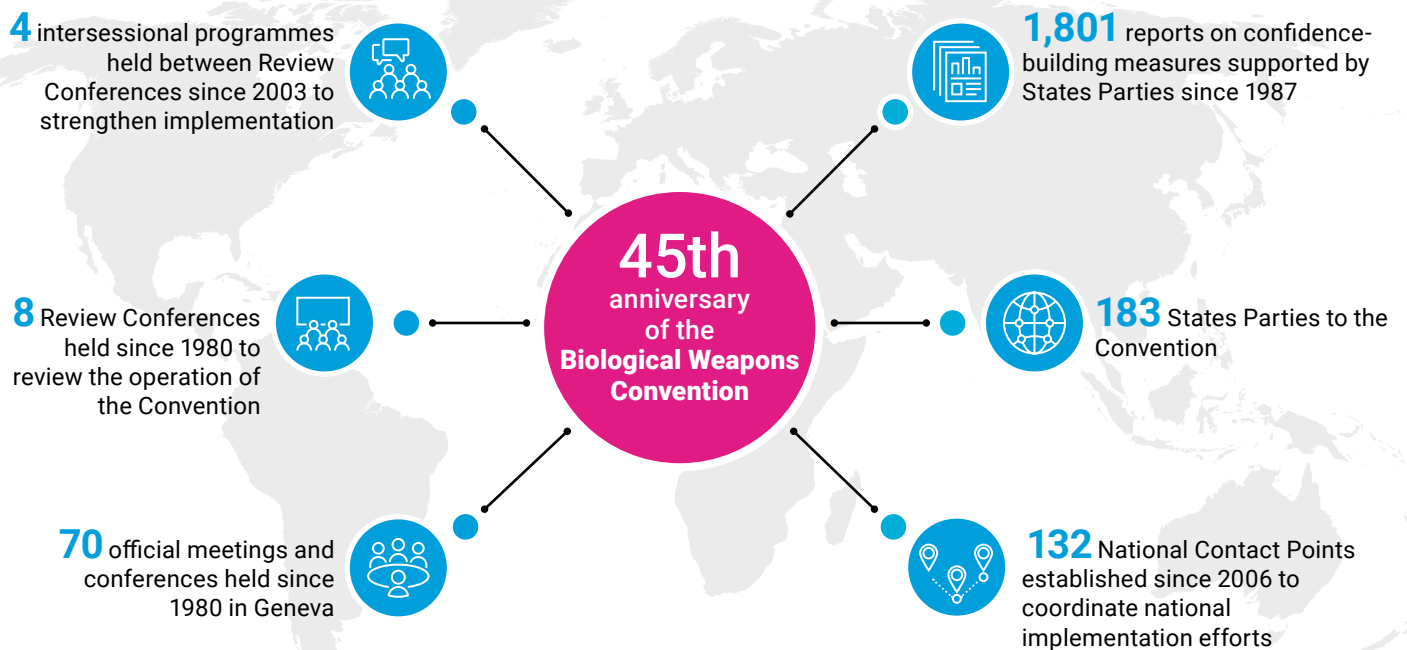 4 intersessional programmes
held between Review
Conferences since 2003 to
strengthen implementation
1,801 reports on confidence-
building measures supported by
States Parties since 1987
45th
anniversary
of the
Biological Weapons
Convention
8 Review Conferences
held since 1980 to
review the operation of
the Convention
183 States Parties to the
Convention
70 official meetings and
conferences held since
1980 in Geneva
132 National Contact Points
established since 2006 to
coordinate national
implementation efforts